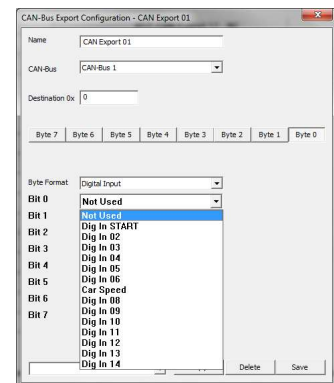 CAN-Bus Export Configuration - CAN Export 01
Name CAN Export 01
CAN-Bus CAN-Bus 1
Destination 0x 0
Byte 7 Byte 6 Byte 5 Byte 4 Byte 3 Byte 2 Byte 1 Byte 0
Byte Format Digital Input
Bit 0 Not Used
Bit 1 Not Used
Bit 2 Dig In START
Dig In 02
Bit 3 Dig In 03
Dig In 04
Bit 4 Dig In 05
Bit 5 Dig In 06
Car Speed
Bit 6 Dig In 08
Dig In 09
Bit 7 Dig In 10
Dig In 11
Dig In 12
Dig In 13
Dig In 14
Delete Save